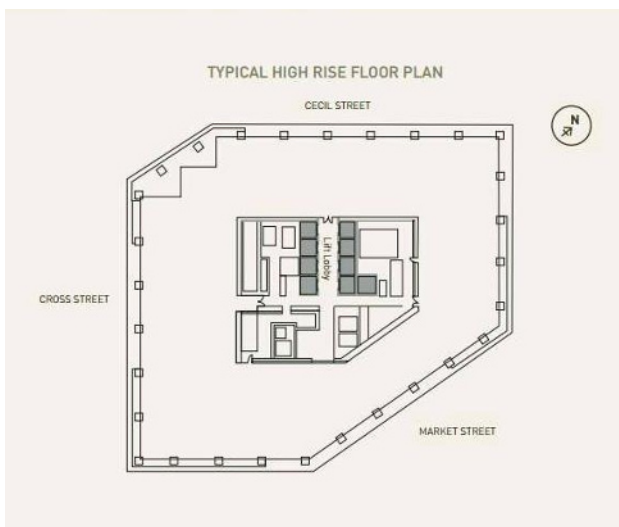 TYPICAL HIGH RISE FLOOR PLAN
CECIL STREET
N
Lift Lobby
CROSS STREET
MARKET STREET